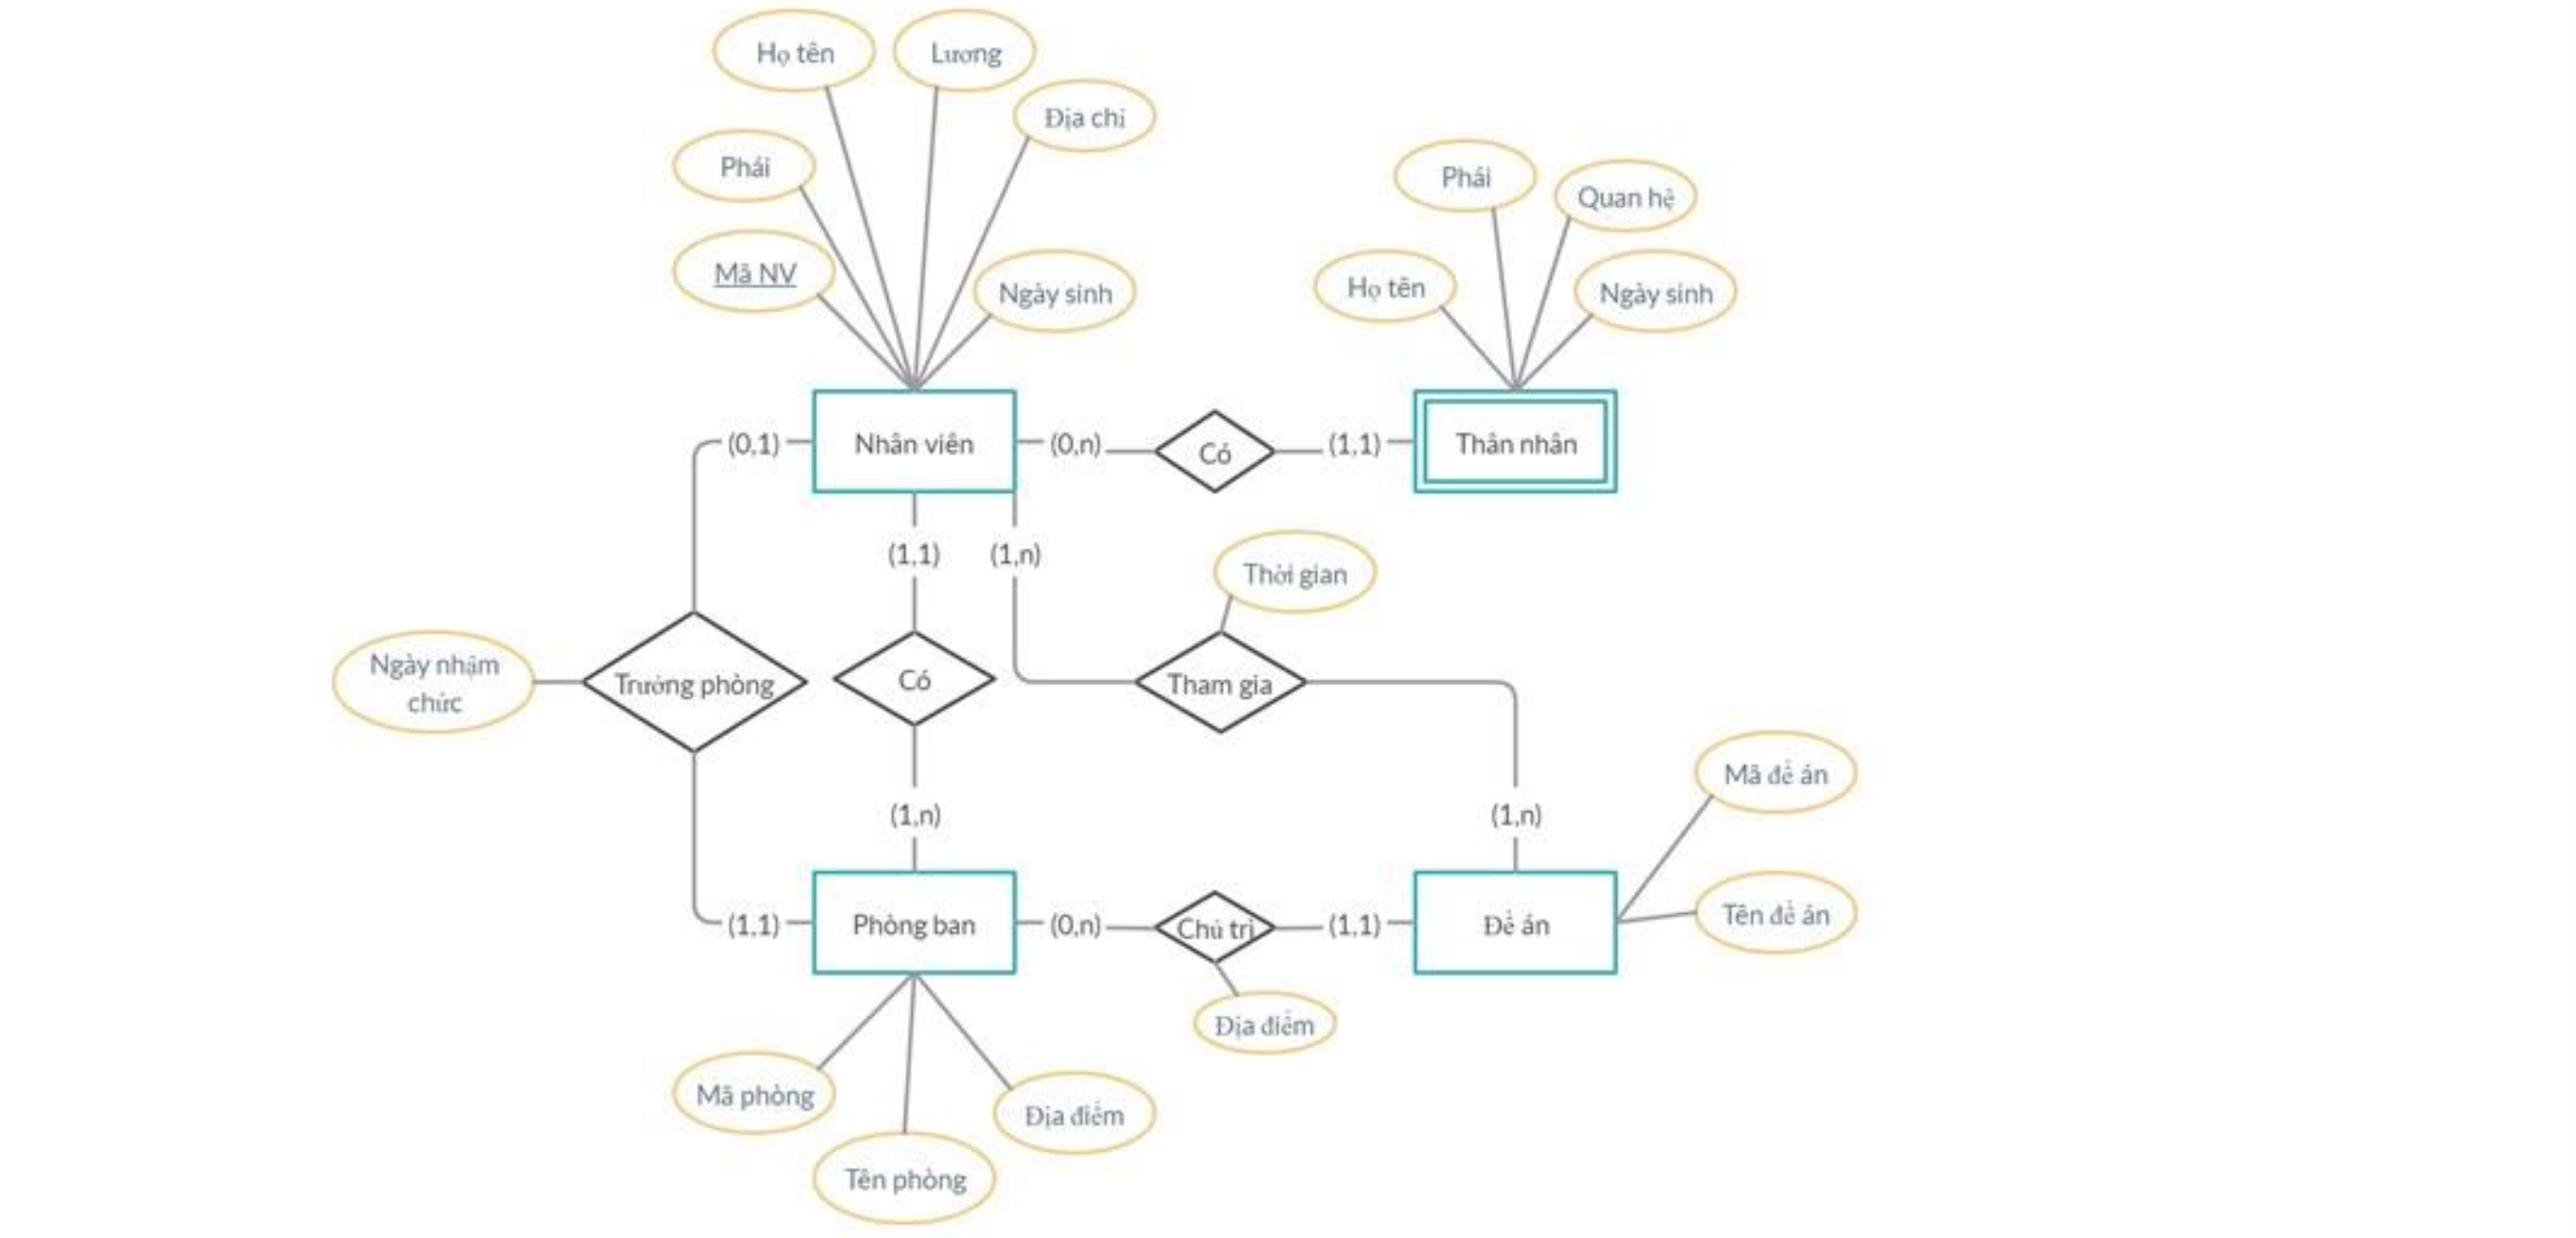 Họ tên
Lương
Địa chỉ
Phái
Phái
Quan hệ
Mã NV
Ngày sinh
Họ tên
Ngày sinh
(0,1)
Nhân viên
(0,n)
Có
(1,1)
Thân nhân
(1,1)
(1,n)
Thời gian
Ngày nhậm
chức
Trưởng phòng
Có
Tham gia
Mã đề án
(1,n)
(1,n)
(1,1)
Phòng ban
(0,n)
Chủ trì
(1,1)
Đề án
Tên đề án
Địa điểm
Mã phòng
Địa điểm
Tên phòng